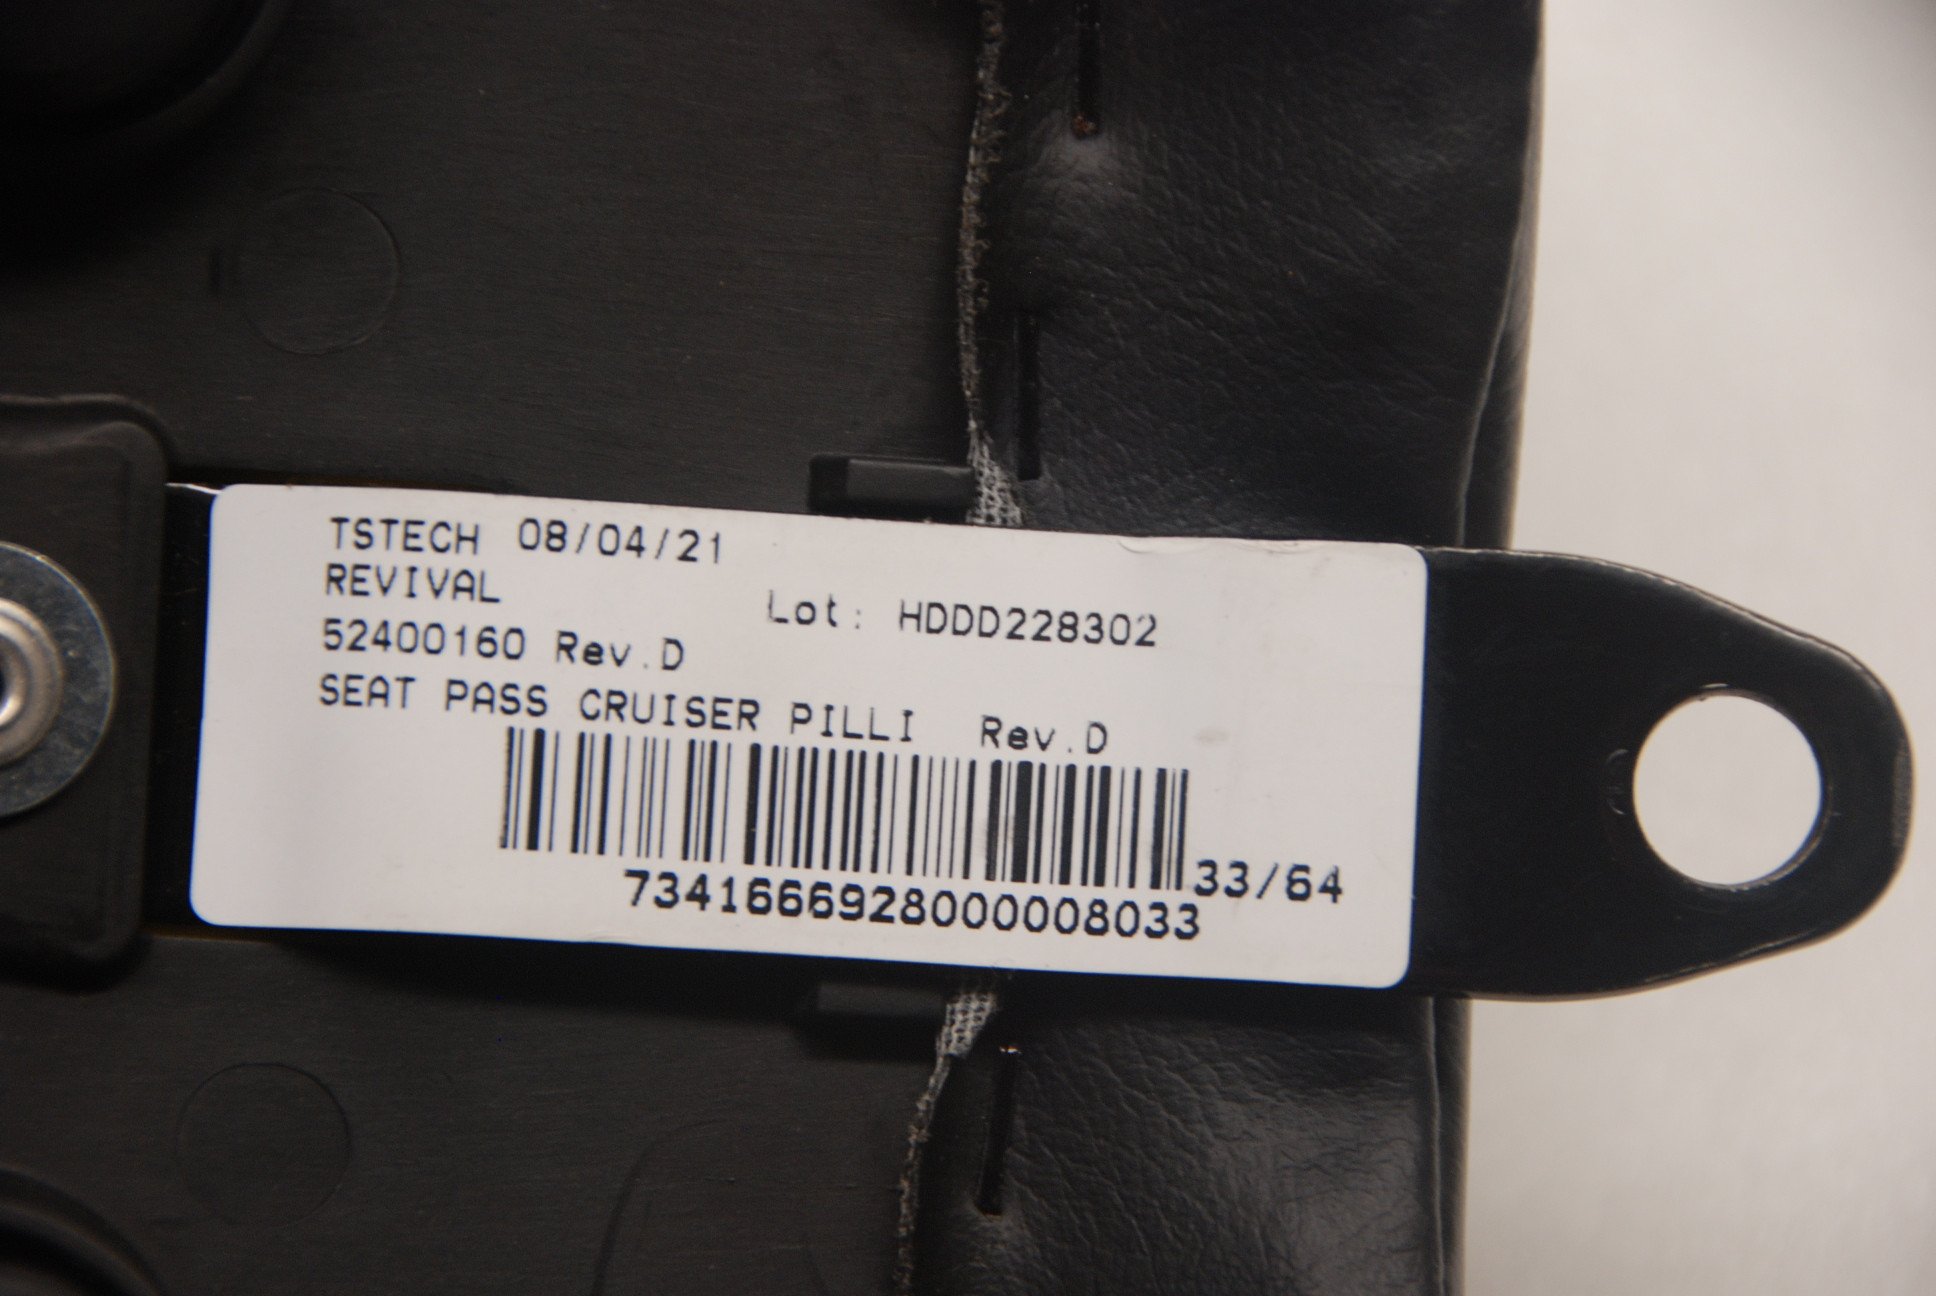 TSTECH 08/04/21
REVIVAL
Lot: HDDD228302
52400160 Rev.D
SEAT PASS CRUISER PILLI Rev.D
33/64
7341666928000008033